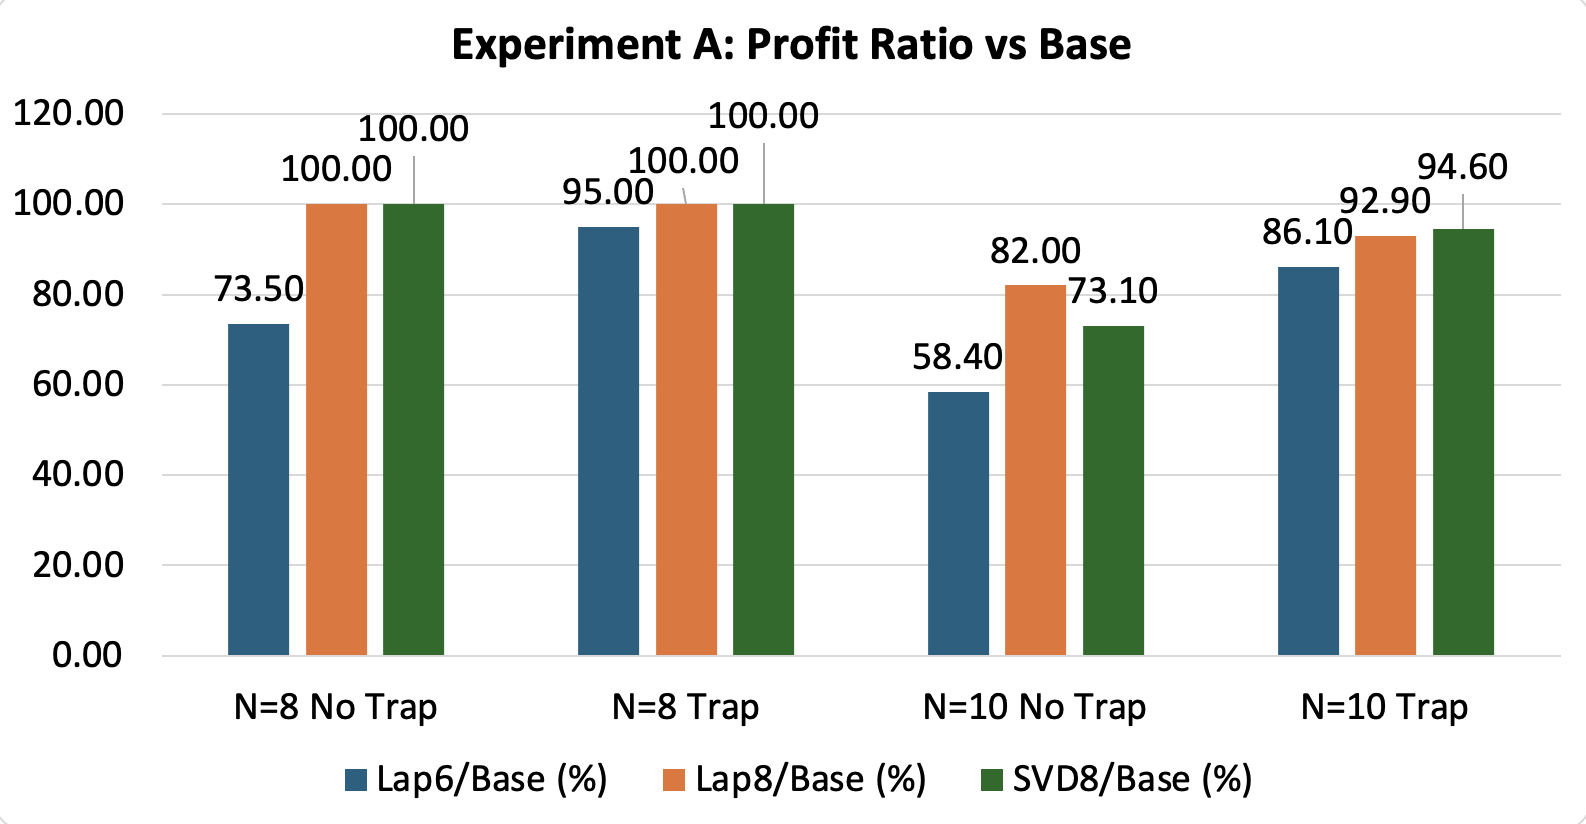 Experiment A: Profit Ratio vs Base
120.00
100.00
80.00
60.00
40.00
20.00
0.00
73.50
100.00
100.00
95.00
100.00
100.00
58.40
82.00
73.10
86.10
92.90
94.60
N=8 No Trap
N=8 Trap
N=10 No Trap
N=10 Trap
Lap6/Base (%)
Lap8/Base (%)
SVD8/Base (%)